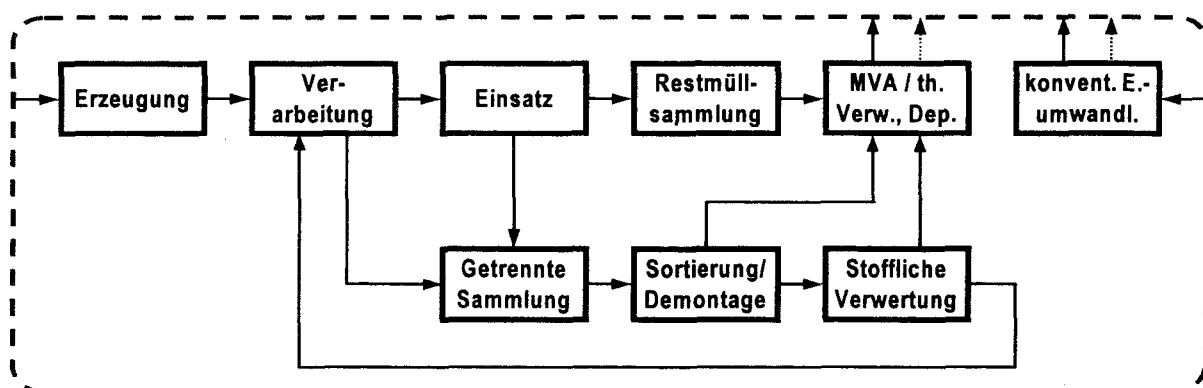 Erzeugung
Ver-
arbeitung
Einsatz
Restmüll-
sammlung
MVA / th.
Verw., Dep.
konvent. E.-
umwandl.
Getrennte
Sammlung
Sortierung/
Demontage
Stoffliche
Verwertung